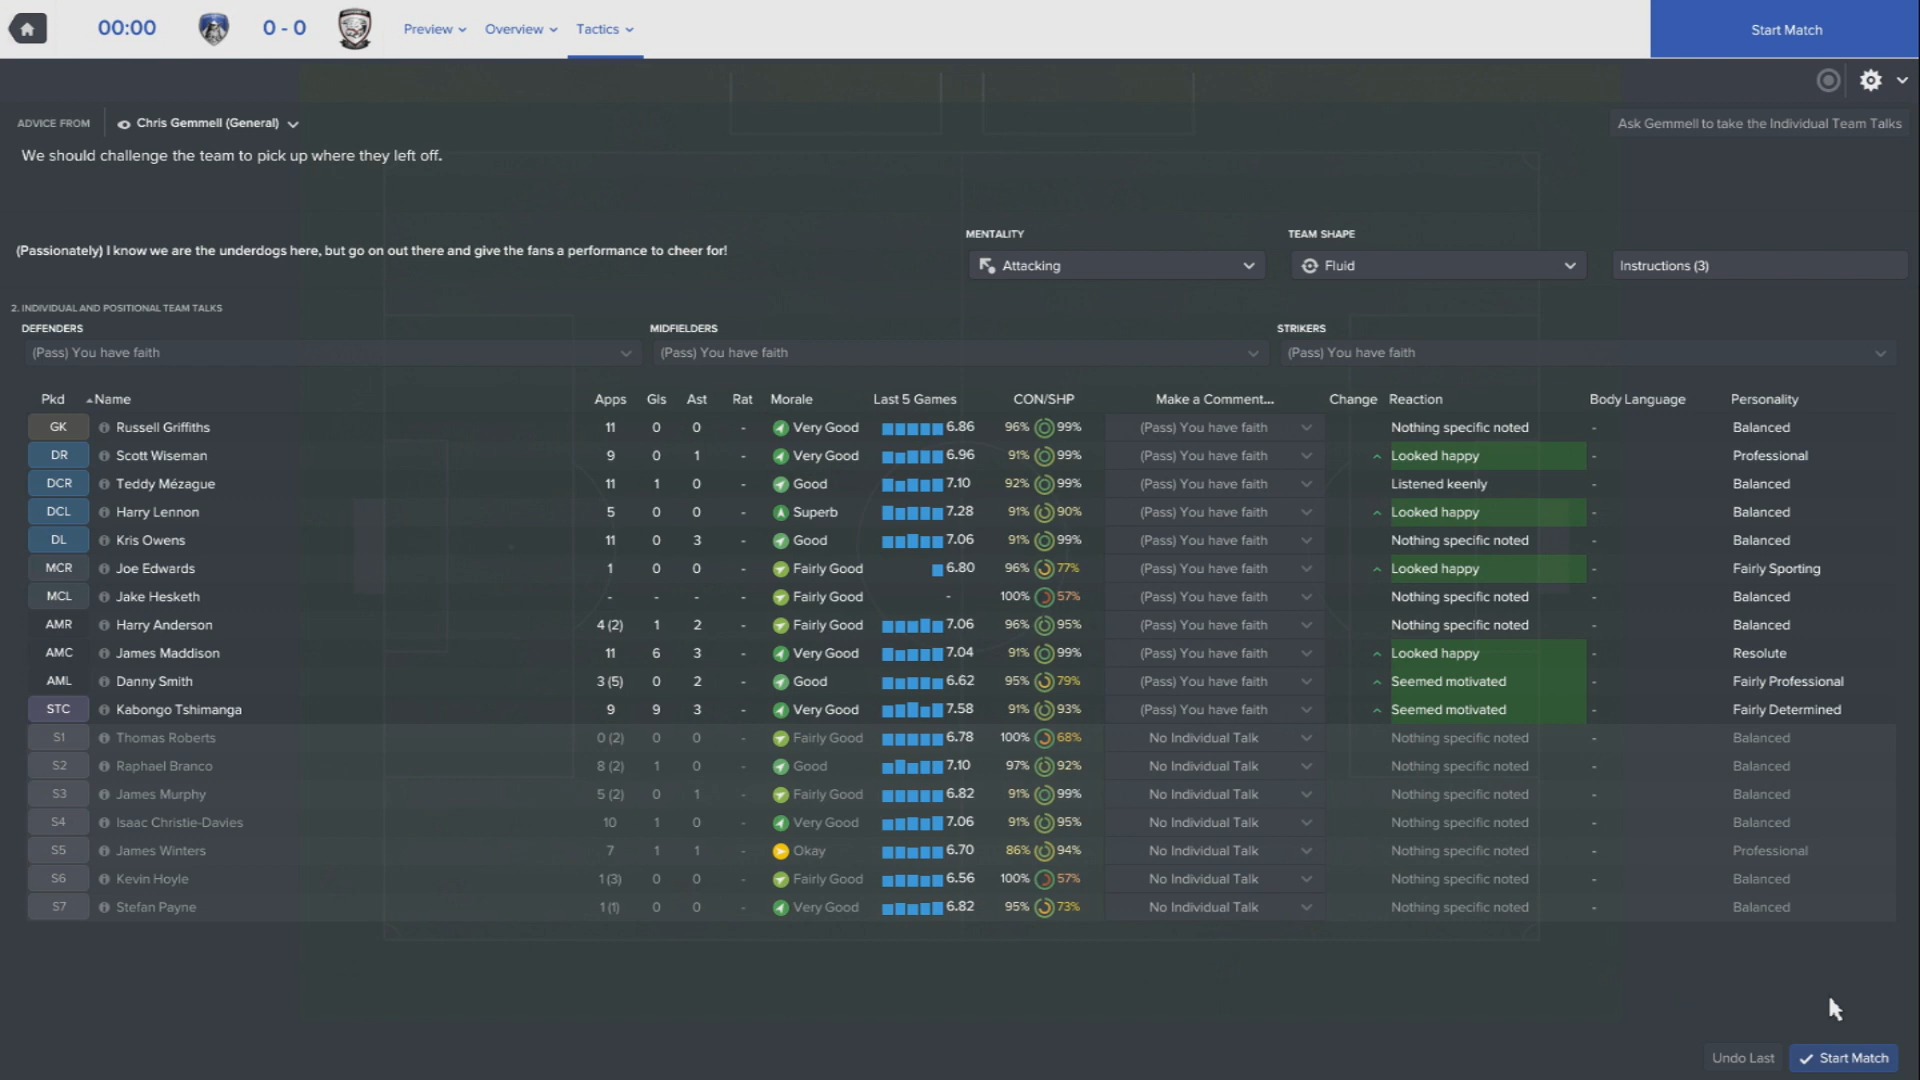 00:00 0 - 0 Preview Overview Tactics Start Match
ADVICE FROM Chris Gemmell (General) Ask Gemmell to take the Individual Team Talks
We should challenge the team to pick up where they left off.
MENTALITY TEAM SHAPE
(Passionately) I know we are the underdogs here, but go on out there and give the fans a performance to cheer for!
Attacking Fluid Instructions (3)
2. INDIVIDUAL AND POSITIONAL TEAM TALKS
DEFENDERS MIDFIELDERS STRIKERS
(Pass) You have faith (Pass) You have faith (Pass) You have faith
Pkd Name Apps Gls Ast Rat Morale Last 5 Games CON/SHP Make a Comment... Change Reaction Body Language Personality
GK Russell Griffiths 11 0 0 - Very Good 6.86 96% 99% (Pass) You have faith Nothing specific noted - Balanced
DR Scott Wiseman 9 0 1 - Very Good 6.96 91% 99% (Pass) You have faith Looked happy - Professional
DCR Teddy Mézague 11 1 0 - Good 7.10 92% 99% (Pass) You have faith Listened keenly - Balanced
DCL Harry Lennon 5 0 0 - Superb 7.28 91% 90% (Pass) You have faith Looked happy - Balanced
DL Kris Owens 11 0 3 - Good 7.06 91% 99% (Pass) You have faith Nothing specific noted - Balanced
MCR Joe Edwards 1 0 0 - Fairly Good 6.80 96% 77% (Pass) You have faith Looked happy - Fairly Sporting
MCL Jake Hesketh - - - - Fairly Good - 100% 57% (Pass) You have faith Nothing specific noted - Balanced
AMR Harry Anderson 4 (2) 1 2 - Fairly Good 7.06 96% 95% (Pass) You have faith Nothing specific noted - Balanced
AMC James Maddison 11 6 3 - Very Good 7.04 91% 99% (Pass) You have faith Looked happy - Resolute
AML Danny Smith 3 (5) 0 2 - Good 6.62 95% 79% (Pass) You have faith Seemed motivated - Fairly Professional
STC Kabongo Tshimanga 9 9 3 - Very Good 7.58 91% 93% (Pass) You have faith Seemed motivated - Fairly Determined
S1 Thomas Roberts 0 (2) 0 0 - Fairly Good 6.78 100% 68% No Individual Talk Nothing specific noted - Balanced
S2 Raphael Branco 8 (2) 1 0 - Good 7.10 97% 92% No Individual Talk Nothing specific noted - Balanced
S3 James Murphy 5 (2) 0 1 - Fairly Good 6.82 91% 99% No Individual Talk Nothing specific noted - Balanced
S4 Isaac Christie-Davies 10 1 0 - Very Good 7.06 91% 95% No Individual Talk Nothing specific noted - Balanced
S5 James Winters 7 1 1 - Okay 6.70 86% 94% No Individual Talk Nothing specific noted - Professional
S6 Kevin Hoyle 1 (3) 0 0 - Fairly Good 6.56 100% 57% No Individual Talk Nothing specific noted - Balanced
S7 Stefan Payne 1 (1) 0 0 - Very Good 6.82 95% 73% No Individual Talk Nothing specific noted - Balanced
Undo Last Start Match